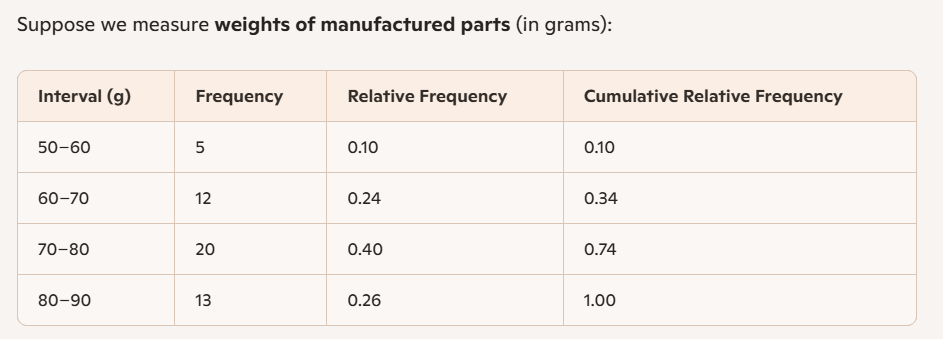 Suppose we measure weights of manufactured parts (in grams):
Interval (g) Frequency Relative Frequency Cumulative Relative Frequency
50–60 5 0.10 0.10
60–70 12 0.24 0.34
70–80 20 0.40 0.74
80–90 13 0.26 1.00